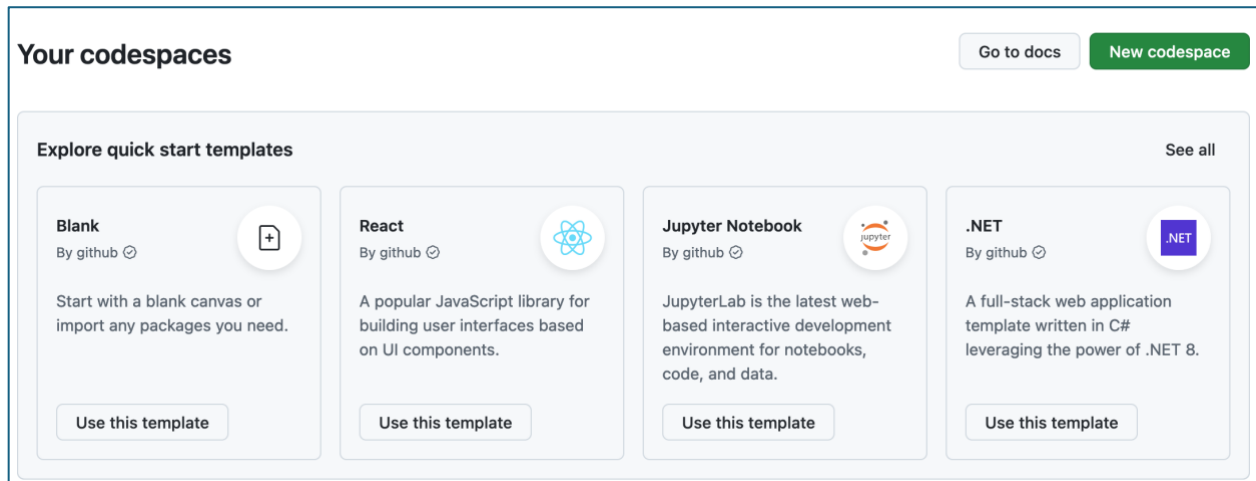 Your codespaces
Go to docs
New codespace
Explore quick start templates
See all
Blank
By github
Start with a blank canvas or
import any packages you need.
Use this template
React
By github
A popular JavaScript library for
building user interfaces based
on UI components.
Use this template
Jupyter Notebook
By github
jupyter
JupyterLab is the latest web-
based interactive development
environment for notebooks,
code, and data.
Use this template
.NET
By github
.NET
A full-stack web application
template written in C#
leveraging the power of .NET 8.
Use this template